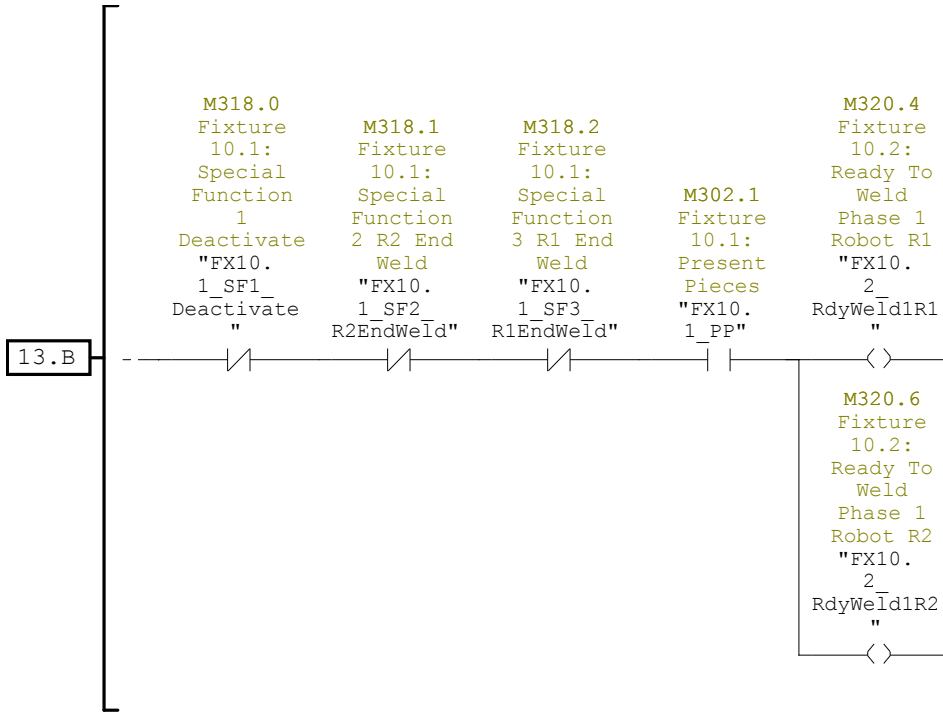 M318.0
Fixture
10.1:
Special
Function
1
Deactivate
"FX10.
1_SF1_
Deactivate
"
M318.1
Fixture
10.1:
Special
Function
2 R2 End
Weld
"FX10.
1_SF2_
R2EndWeld"
M318.2
Fixture
10.1:
Special
Function
3 R1 End
Weld
"FX10.
1_SF3_
R1EndWeld"
M302.1
Fixture
10.1:
Present
Pieces
"FX10.
1_PP"
M320.4
Fixture
10.2:
Ready To
Weld
Phase 1
Robot R1
"FX10.
2_
RdyWeld1R1
"
13.B
M320.6
Fixture
10.2:
Ready To
Weld
Phase 1
Robot R2
"FX10.
2_
RdyWeld1R2
"